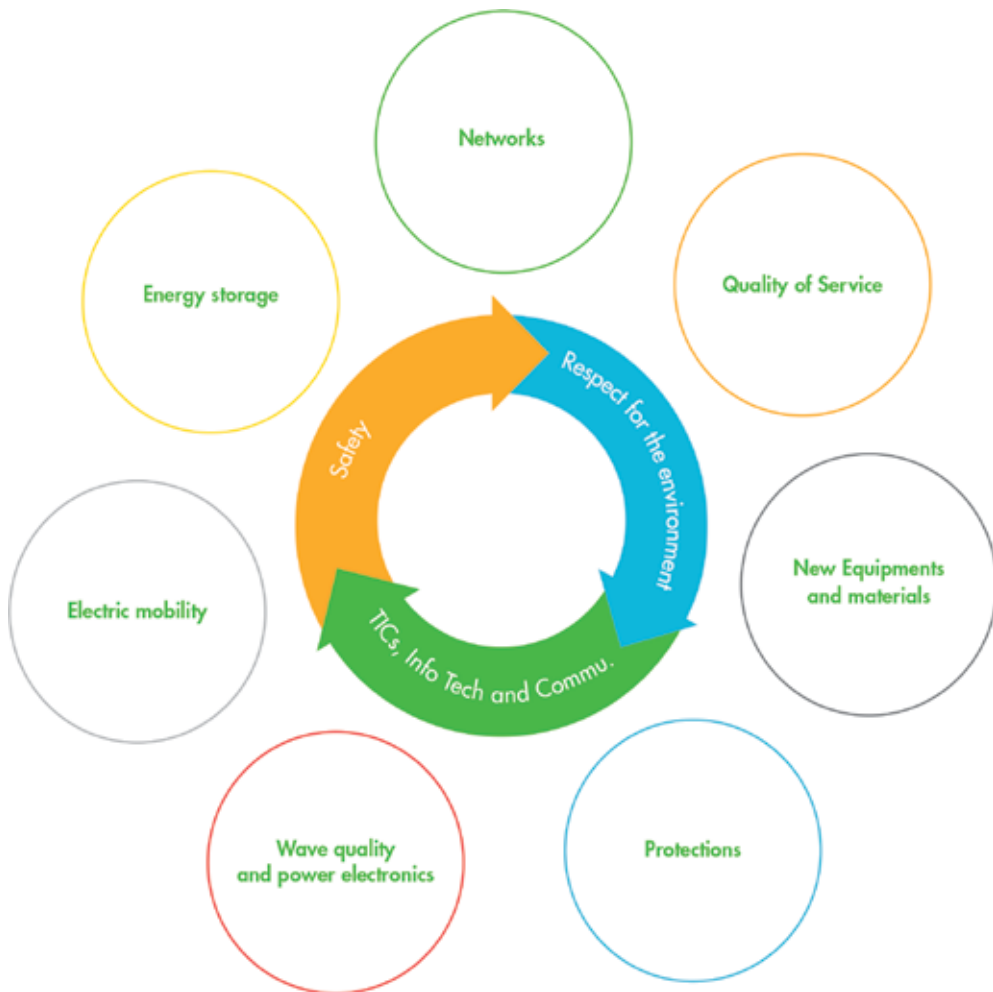 Networks
Energy storage
Quality of Service
Safety
Respect for the environment
New Equipments
and materials
Electric mobility
TICs, Info Tech and Commu.
Wave quality
and power electronics
Protections